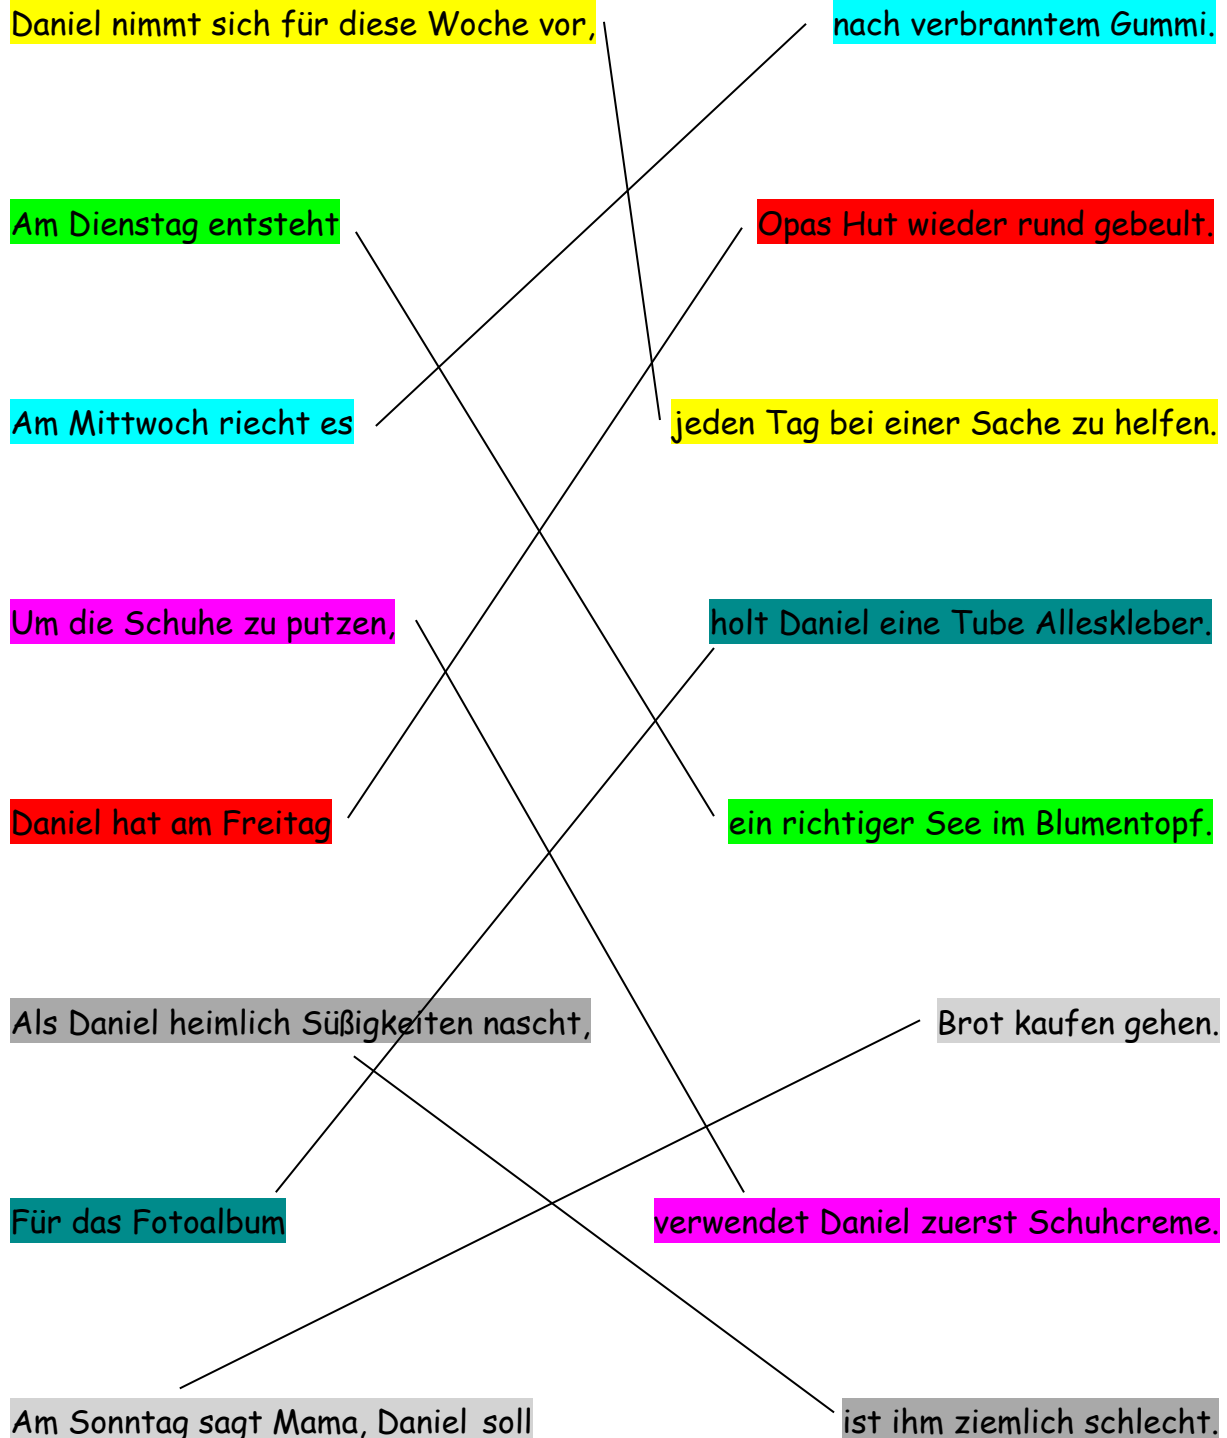 Daniel nimmt sich für diese Woche vor,
nach verbranntem Gummi.
Am Dienstag entsteht
Opas Hut wieder rund gebeult.
Am Mittwoch riecht es
jeden Tag bei einer Sache zu helfen.
Um die Schuhe zu putzen,
holt Daniel eine Tube Alleskleber.
Daniel hat am Freitag
ein richtiger See im Blumentopf.
Als Daniel heimlich Süßigkeiten nascht,
Brot kaufen gehen.
Für das Fotoalbum
verwendet Daniel zuerst Schuhcreme.
Am Sonntag sagt Mama, Daniel soll
ist ihm ziemlich schlecht.